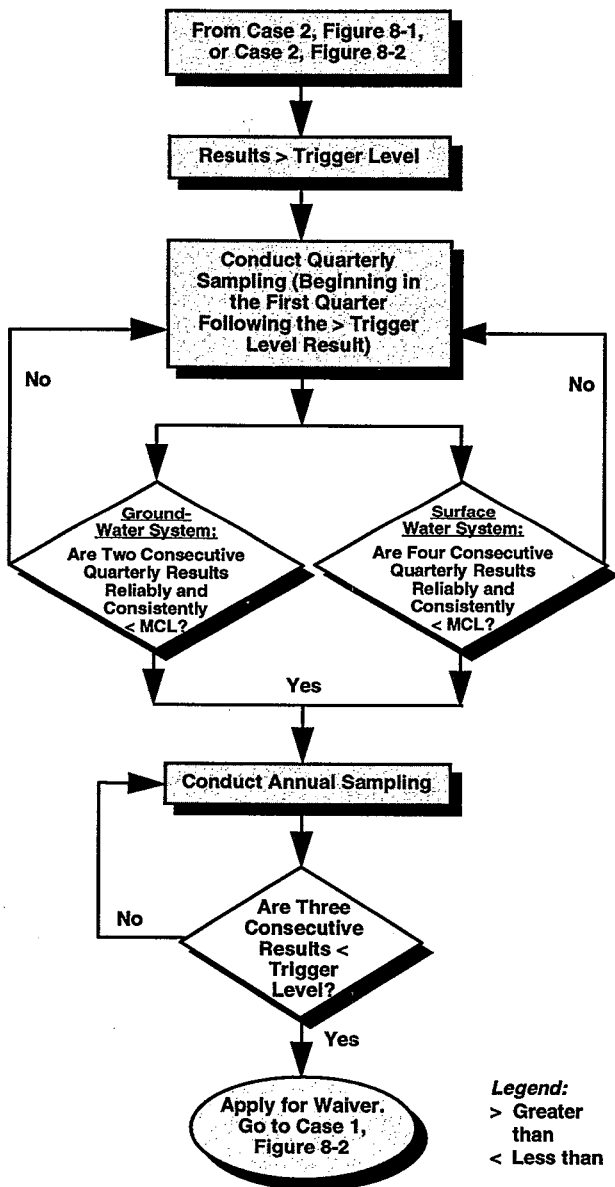 From Case 2, Figure 8-1,
or Case 2, Figure 8-2
Results > Trigger Level
Conduct Quarterly
Sampling (Beginning in
the First Quarter
Following the > Trigger
Level Result)
No
No
Ground-
Water System:
Are Two Consecutive
Quarterly Results
Reliably and
Consistently
< MCL?
Surface
Water System:
Are Four Consecutive
Quarterly Results
Reliably and
Consistently
< MCL?
Yes
Conduct Annual Sampling
No
Are Three
Consecutive
Results <
Trigger
Level?
Yes
Apply for Waiver.
Go to Case 1,
Figure 8-2
Legend:
> Greater
than
< Less than